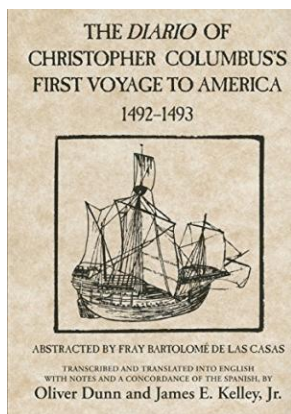 THE DIARIO OF
CHRISTOPHER COLUMBUS'S
FIRST VOYAGE TO AMERICA
1492-1493
ABSTRACTED BY FRAY BARTOLOMÉ DE LAS CASAS
TRANSCRIBED AND TRANSLATED INTO ENGLISH
WITH NOTES AND A CONCORDANCE OF THE SPANISH, BY
Oliver Dunn and James E. Kelley, Jr.